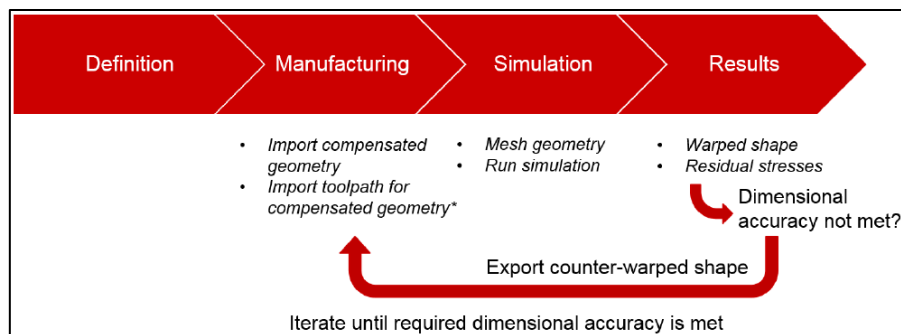 Definition
Manufacturing
Simulation
Results
• Import compensated
geometry
• Import toolpath for
compensated geometry*
• Mesh geometry
• Run simulation
• Warped shape
• Residual stresses
Dimensional
accuracy not met?
Export counter-warped shape
Iterate until required dimensional accuracy is met